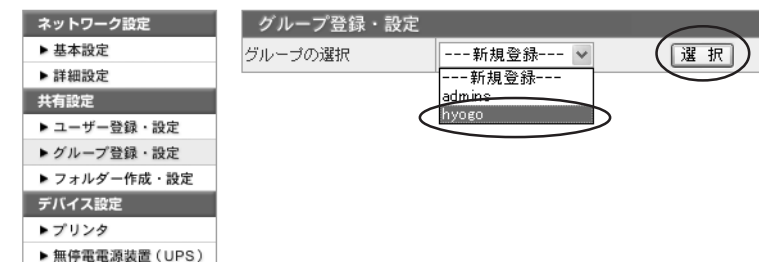 ネットワーク設定
▶基本設定
▶詳細設定
共有設定
▶ユーザー登録・設定
▶グループ登録・設定
▶フォルダー作成・設定
デバイス設定
▶プリンタ
▶無停電電源装置(UPS)
グループ登録・設定
グループの選択 ---新規登録--- 選 択
---新規登録---
admins
hyogo